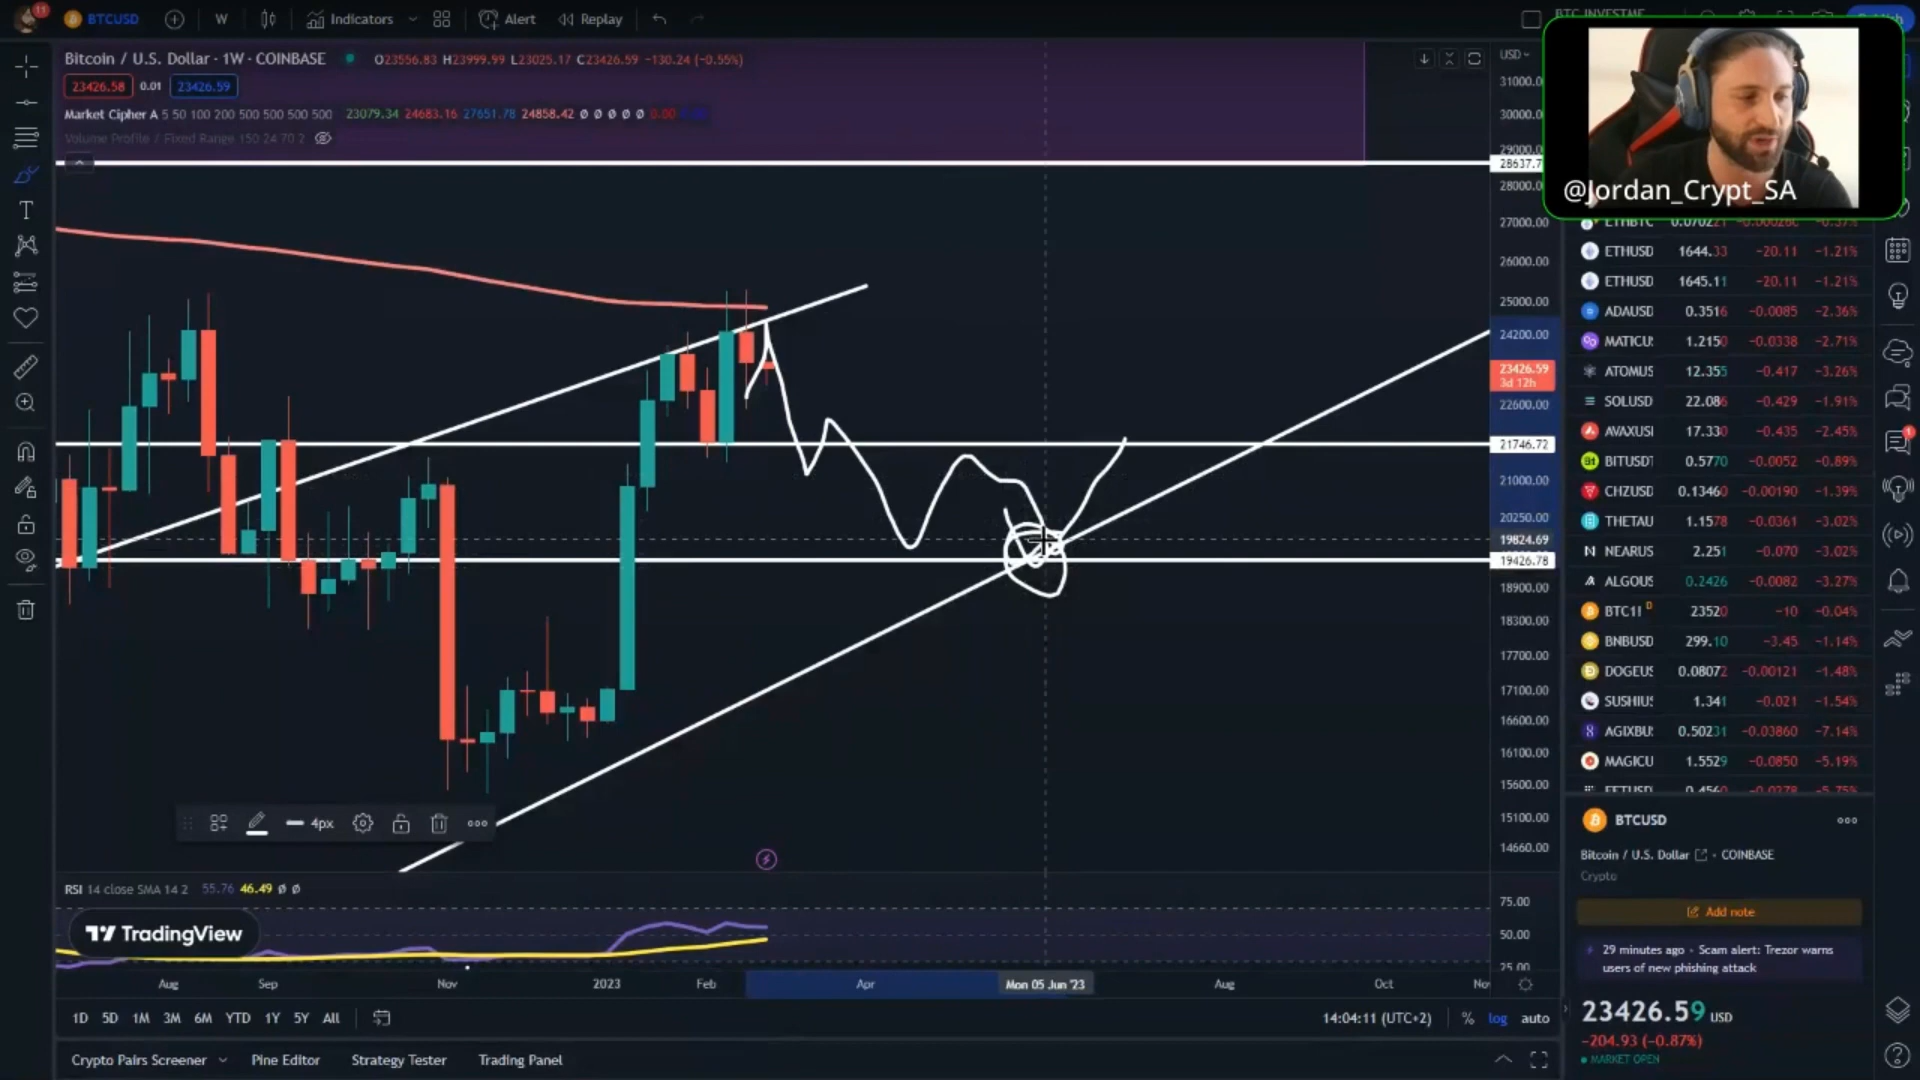 11
BTCUSD
W
Indicators
Alert
Replay
BTC INVESTME
Bitcoin / U.S. Dollar · 1W · COINBASE
O23556.83 H23999.99 L23025.17 C23426.59 −130.24 (−0.55%)
23426.58 0.01 23426.59
Market Cipher A 5 50 100 200 500 500 500 500 23079.34 24683.16 27651.78 24858.42 ø ø ø ø ø 0.00
Volume Profile / Fixed Range 150 24 70 2
USD
31000.00
30000.00
29000.00
28637.7
28000.00
27000.00
26000.00
25000.00
24200.00
23426.59
3d 12h
22600.00
21746.72
21000.00
20250.00
19824.69
19426.78
18900.00
18300.00
17700.00
17100.00
16600.00
16100.00
15600.00
15100.00
14660.00
@Jordan_Crypt_SA
ETHBTC 0.070221 −0.000260 −0.37%
ETHUSD 1644.33 −20.11 −1.21%
ETHUSD 1645.11 −20.11 −1.21%
ADAUSD 0.3516 −0.0085 −2.36%
MATICU 1.2150 −0.0338 −2.71%
ATOMUS 12.355 −0.417 −3.26%
SOLUSD 22.086 −0.429 −1.91%
AVAXUSI 17.330 −0.435 −2.45%
BITUSDT 0.5770 −0.0052 −0.89%
CHZUSD 0.13460 −0.00190 −1.39%
THETAU 1.1578 −0.0361 −3.02%
NEARUS 2.251 −0.070 −3.02%
ALGOUS 0.2426 −0.0082 −3.27%
BTC1! D 23520 −10 −0.04%
BNBUSD 299.10 −3.45 −1.14%
DOGEUS 0.08072 −0.00121 −1.48%
SUSHIU 1.341 −0.021 −1.54%
AGIXBU 0.50231 −0.03860 −7.14%
MAGICU 1.5529 −0.0850 −5.19%
4px
RSI 14 close SMA 14 2 55.76 46.49 ø ø
75.00
50.00
25.00
TradingView
Aug Sep Nov 2023 Feb Apr Mon 05 Jun '23 Aug Oct No
1D 5D 1M 3M 6M YTD 1Y 5Y All
14:04:11 (UTC+2) % log auto
Crypto Pairs Screener Pine Editor Strategy Tester Trading Panel
BTCUSD
Bitcoin / U.S. Dollar · COINBASE
Crypto
Add note
29 minutes ago · Scam alert: Trezor warns
users of new phishing attack
23426.59 USD
−204.93 (−0.87%)
MARKET OPEN